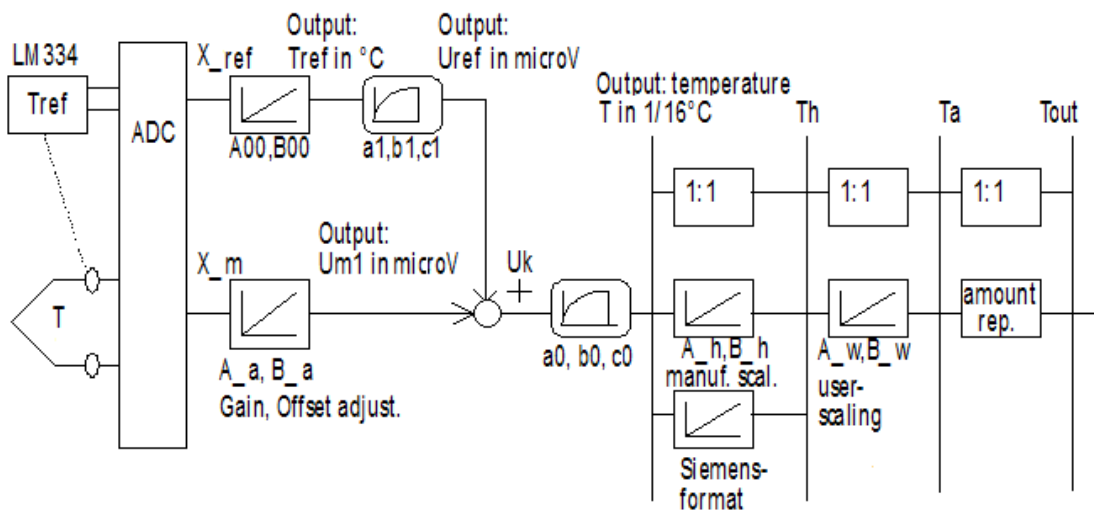 LM334
Tref
ADC
X_ref
Output:
Tref in °C
Output:
Uref in microV
A00,B00
a1,b1,c1
Output: temperature
T in 1/16°C
Th
Ta
Tout
1:1
1:1
1:1
X_m
Output:
Um1 in microV
Uk
+
T
A_a, B_a
Gain, Offset adjust.
a0, b0, c0
A_h,B_h
manuf. scal.
A_w,B_w
user-
scaling
amount
rep.
Siemens-
format